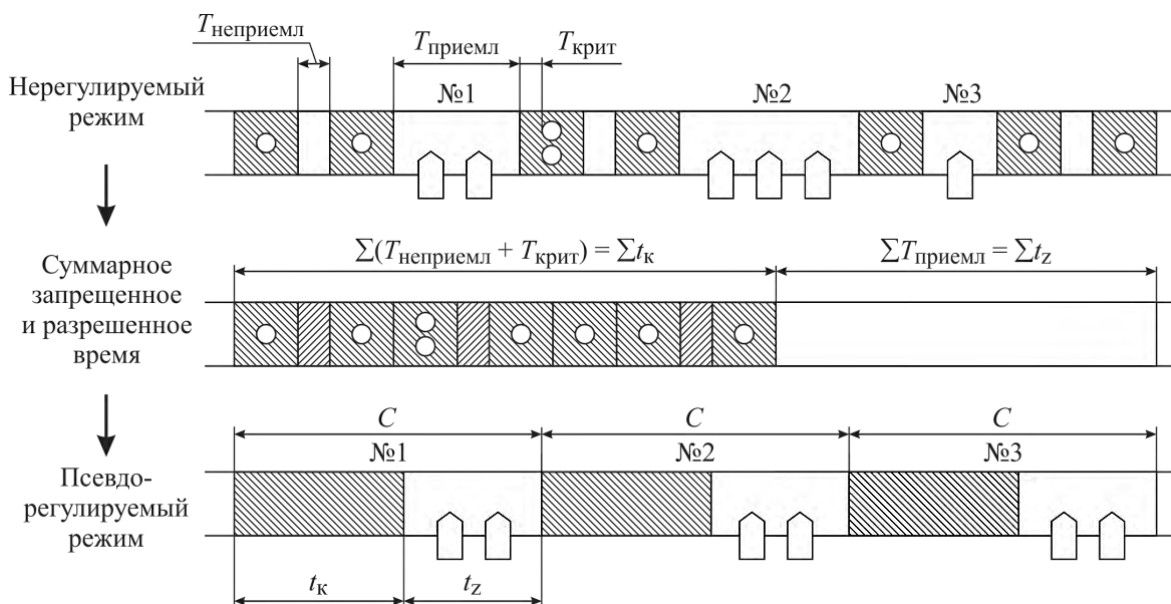 Tнеприемл
Tприемл
Tкрит
Нерегулируемый
режим
№1
№2
№3
∑(Tнеприемл + Tкрит) = ∑tк
∑Tприемл = ∑tz
Суммарное
запрещенное
и разрешенное
время
C
C
C
№1
№2
№3
Псевдо-
регулируемый
режим
tк
tz